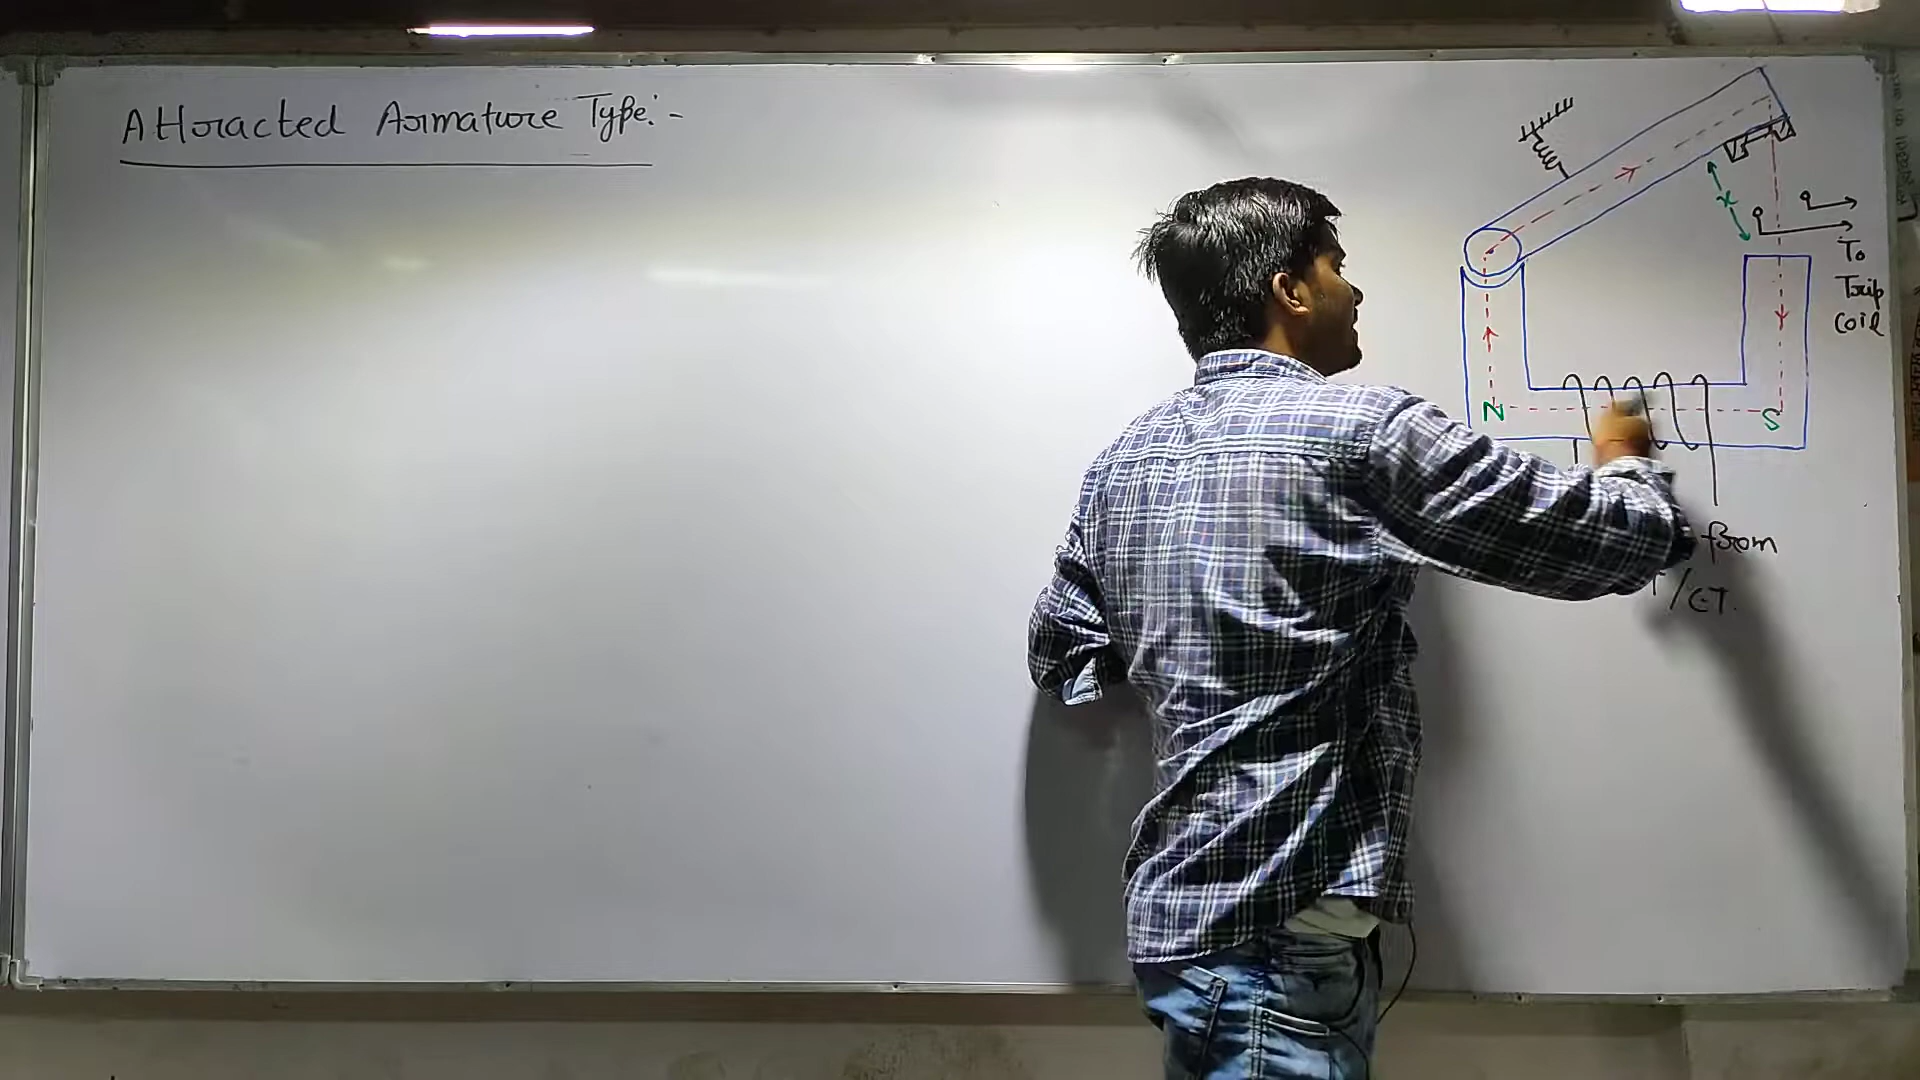 Attracted Armature Type:-
x
To
Trip
coil
N
S
from
/CT.